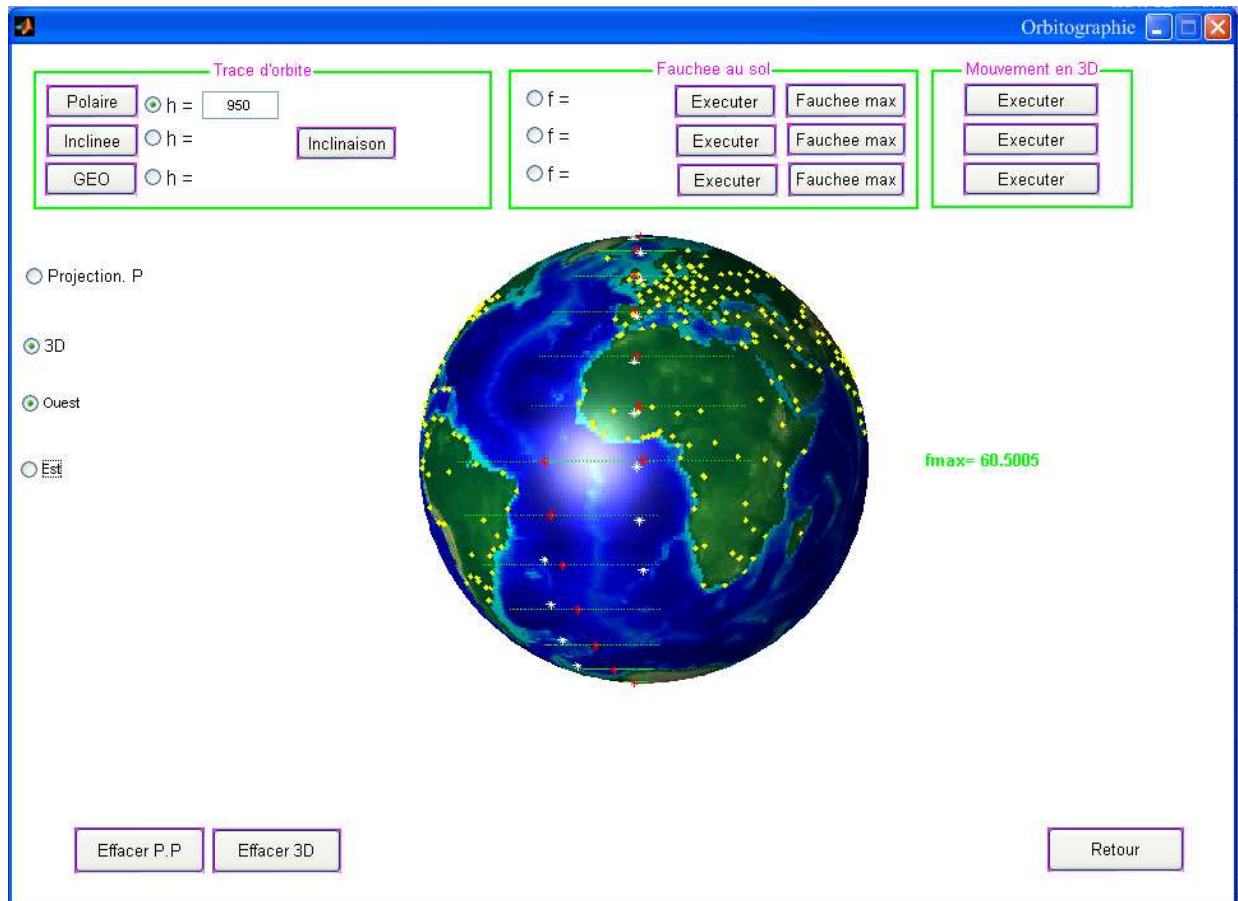 Orbitographie
Trace d'orbite
Polaire h = 950
Inclinee h = Inclinaison
GEO h =
Fauchee au sol
f = Executer Fauchee max
f = Executer Fauchee max
f = Executer Fauchee max
Mouvement en 3D
Executer
Executer
Executer
Projection. P
3D
Ouest
Est
fmax= 60.5005
Effacer P.P
Effacer 3D
Retour